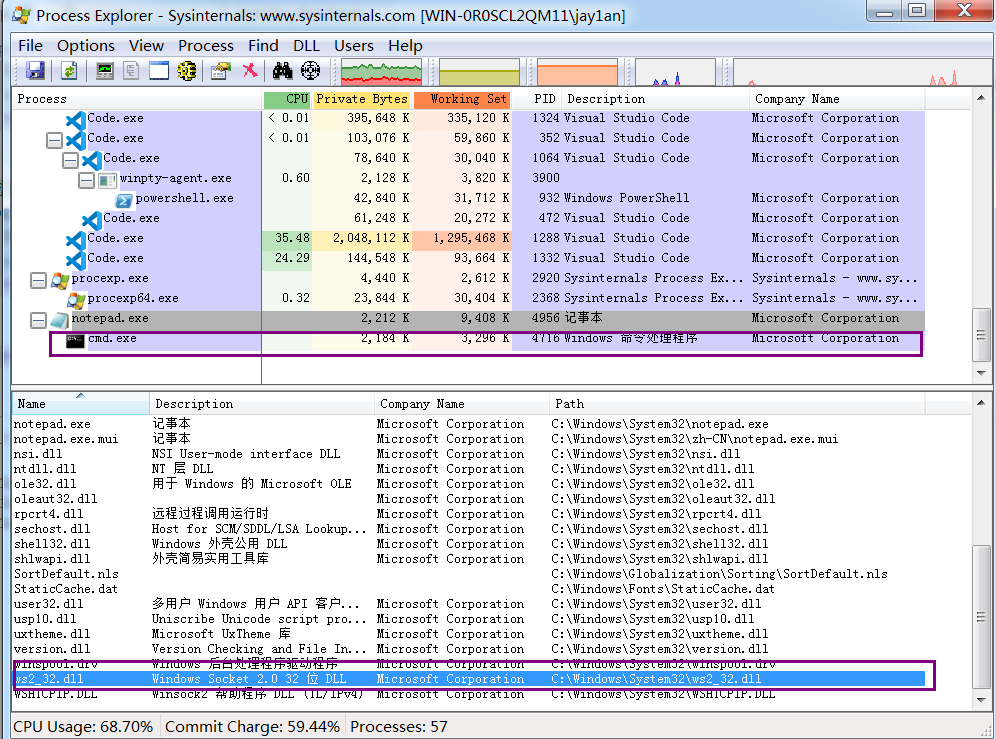 Process Explorer - Sysinternals: www.sysinternals.com [WIN-0R0SCL2QM11\jay1an]
File Options View Process Find DLL Users Help
Process CPU Private Bytes Working Set PID Description Company Name
Code.exe < 0.01 395,648 K 335,120 K 1324 Visual Studio Code Microsoft Corporation
Code.exe < 0.01 103,076 K 59,860 K 352 Visual Studio Code Microsoft Corporation
Code.exe 78,640 K 30,040 K 1064 Visual Studio Code Microsoft Corporation
winpty-agent.exe 0.60 2,128 K 3,820 K 3900
powershell.exe 42,840 K 31,712 K 932 Windows PowerShell Microsoft Corporation
Code.exe 61,248 K 20,272 K 472 Visual Studio Code Microsoft Corporation
Code.exe 35.48 2,048,112 K 1,295,468 K 1288 Visual Studio Code Microsoft Corporation
Code.exe 24.29 144,548 K 93,664 K 1332 Visual Studio Code Microsoft Corporation
procexp.exe 4,440 K 2,612 K 2920 Sysinternals Process Ex... Sysinternals - www.sy...
procexp64.exe 0.32 23,844 K 30,404 K 2368 Sysinternals Process Ex... Sysinternals - www.sy...
notepad.exe 2,212 K 9,408 K 4956 记事本 Microsoft Corporation
cmd.exe 2,184 K 3,296 K 4716 Windows 命令处理程序 Microsoft Corporation
Name Description Company Name Path
notepad.exe 记事本 Microsoft Corporation C:\Windows\System32\notepad.exe
notepad.exe.mui 记事本 Microsoft Corporation C:\Windows\System32\zh-CN\notepad.exe.mui
nsi.dll NSI User-mode interface DLL Microsoft Corporation C:\Windows\System32\nsi.dll
ntdll.dll NT 层 DLL Microsoft Corporation C:\Windows\System32\ntdll.dll
ole32.dll 用于 Windows 的 Microsoft OLE Microsoft Corporation C:\Windows\System32\ole32.dll
oleaut32.dll Microsoft Corporation C:\Windows\System32\oleaut32.dll
rpcrt4.dll 远程过程调用运行时 Microsoft Corporation C:\Windows\System32\rpcrt4.dll
sechost.dll Host for SCM/SDDL/LSA Lookup... Microsoft Corporation C:\Windows\System32\sechost.dll
shell32.dll Windows 外壳公用 DLL Microsoft Corporation C:\Windows\System32\shell32.dll
shlwapi.dll 外壳简易实用工具库 Microsoft Corporation C:\Windows\System32\shlwapi.dll
SortDefault.nls C:\Windows\Globalization\Sorting\SortDefault.nls
StaticCache.dat C:\Windows\Fonts\StaticCache.dat
user32.dll 多用户 Windows 用户 API 客户... Microsoft Corporation C:\Windows\System32\user32.dll
usp10.dll Uniscribe Unicode script pro... Microsoft Corporation C:\Windows\System32\usp10.dll
uxtheme.dll Microsoft UxTheme 库 Microsoft Corporation C:\Windows\System32\uxtheme.dll
version.dll Version Checking and File In... Microsoft Corporation C:\Windows\System32\version.dll
winspool.drv Windows 后台处理程序驱动程序 Microsoft Corporation C:\Windows\System32\winspool.drv
ws2_32.dll Windows Socket 2.0 32 位 DLL Microsoft Corporation C:\Windows\System32\ws2_32.dll
WSHTCPIP.DLL Winsock2 帮助程序 DLL (TL/IPv4) Microsoft Corporation C:\Windows\System32\WSHTCPIP.DLL
CPU Usage: 68.70% Commit Charge: 59.44% Processes: 57